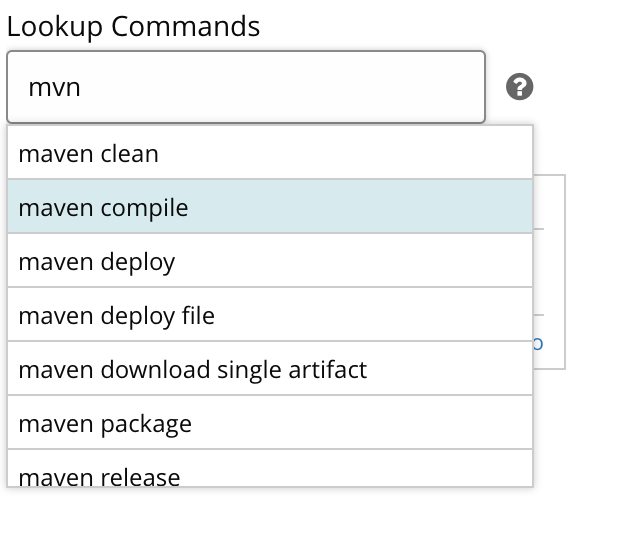 Lookup Commands
mvn
?
maven clean
maven compile
maven deploy
maven deploy file
maven download single artifact
maven package
maven release